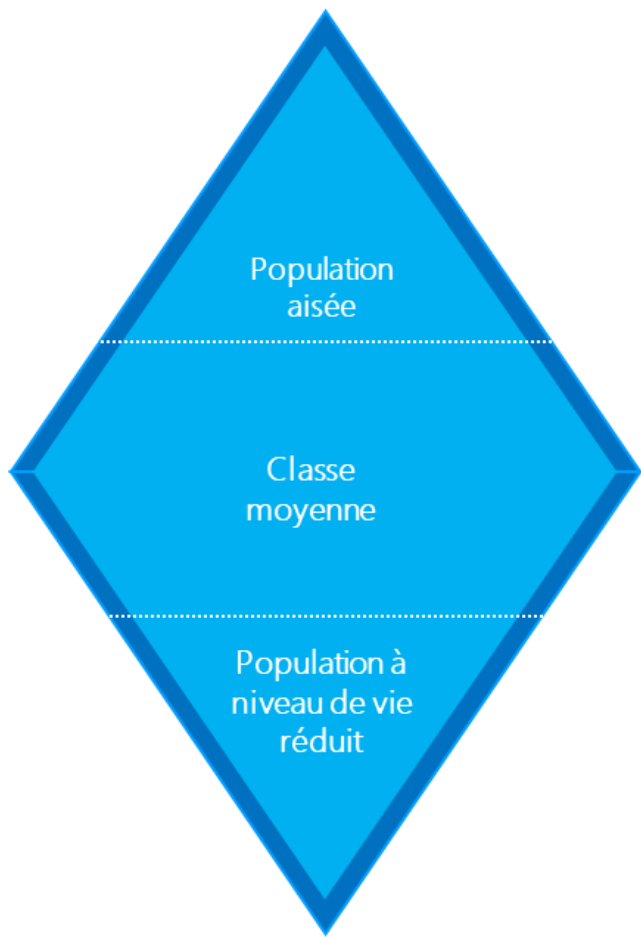 Population
aisée
Classe
moyenne
Population à
niveau de vie
réduit